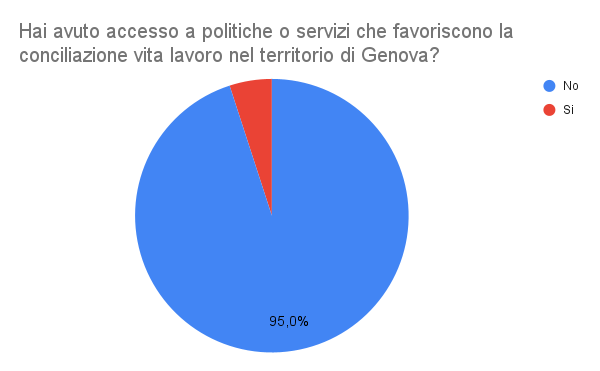 Hai avuto accesso a politiche o servizi che favoriscono la
conciliazione vita lavoro nel territorio di Genova?
No
Si
95,0%